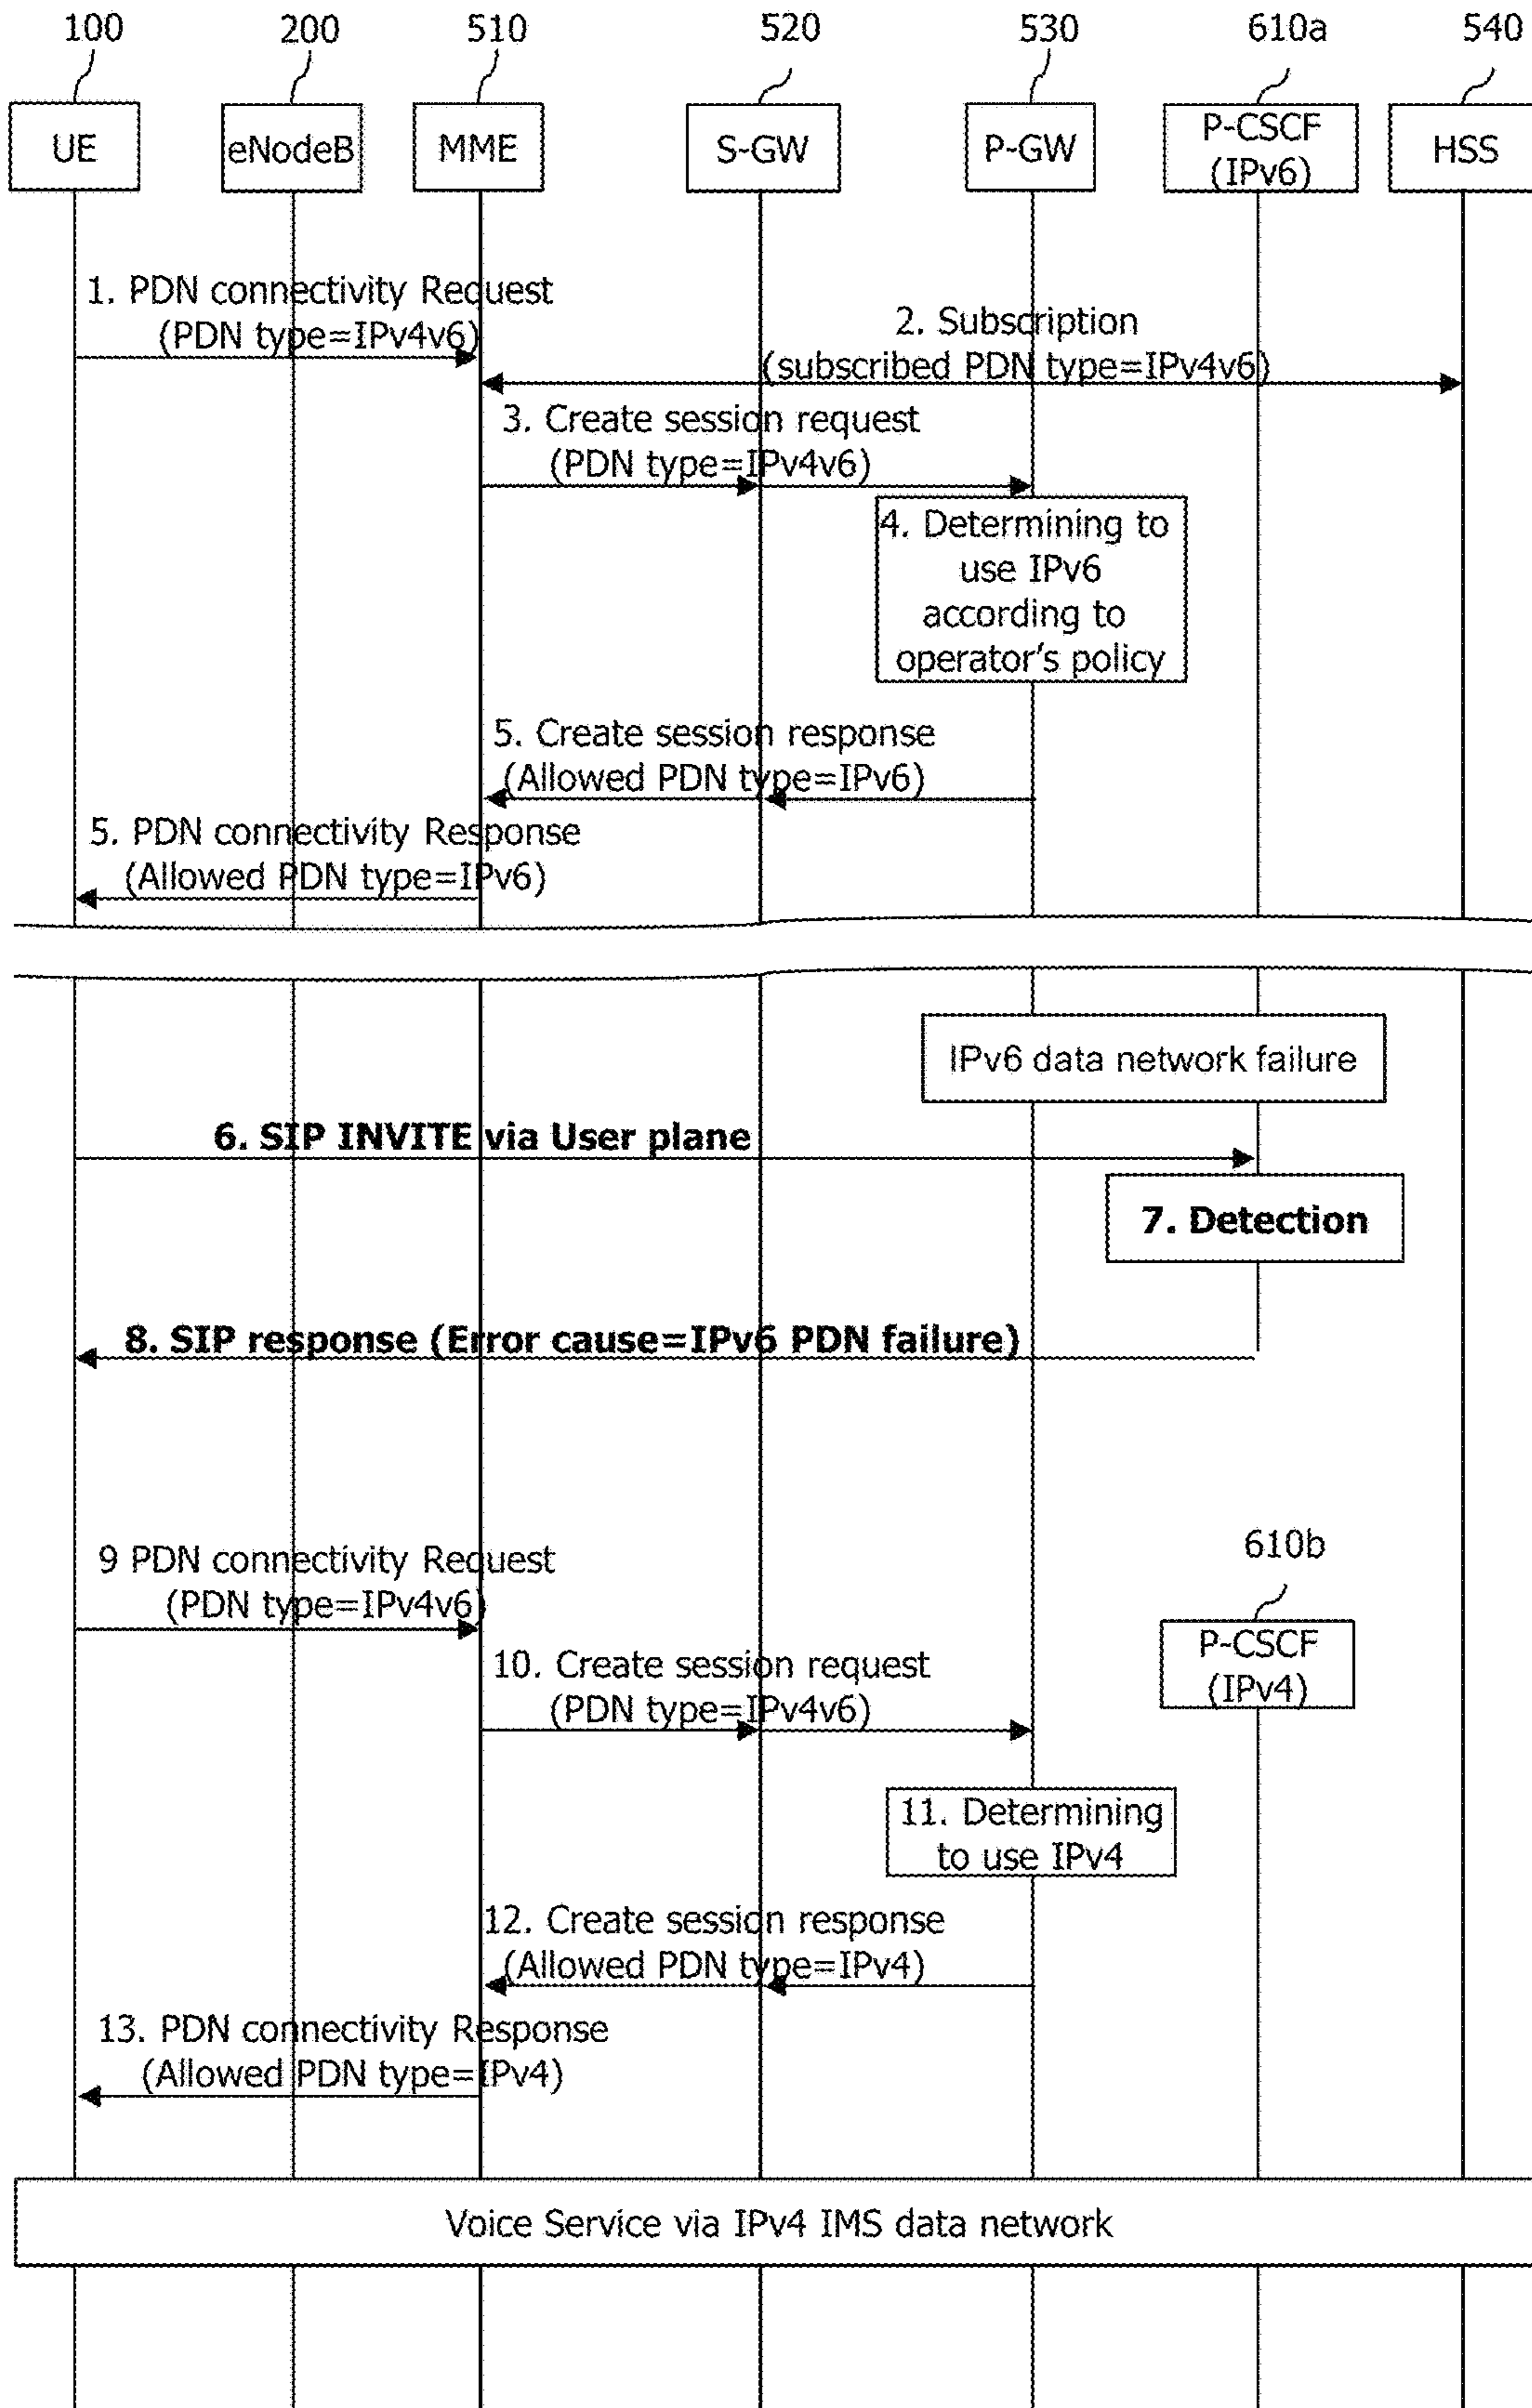 100
200
510
520
530
610a
540
UE
eNodeB
MME
S-GW
P-GW
P-CSCF
(IPv6)
HSS
1. PDN connectivity Request
(PDN type=IPv4v6)
2. Subscription
(subscribed PDN type=IPv4v6)
3. Create session request
(PDN type=IPv4v6)
4. Determining to
use IPv6
according to
operator's policy
5. Create session response
(Allowed PDN type=IPv6)
5. PDN connectivity Response
(Allowed PDN type=IPv6)
IPv6 data network failure
6. SIP INVITE via User plane
7. Detection
8. SIP response (Error cause=IPv6 PDN failure)
9 PDN connectivity Request
(PDN type=IPv4v6)
610b
P-CSCF
(IPv4)
10. Create session request
(PDN type=IPv4v6)
11. Determining
to use IPv4
12. Create session response
(Allowed PDN type=IPv4)
13. PDN connectivity Response
(Allowed PDN type=IPv4)
Voice Service via IPv4 IMS data network